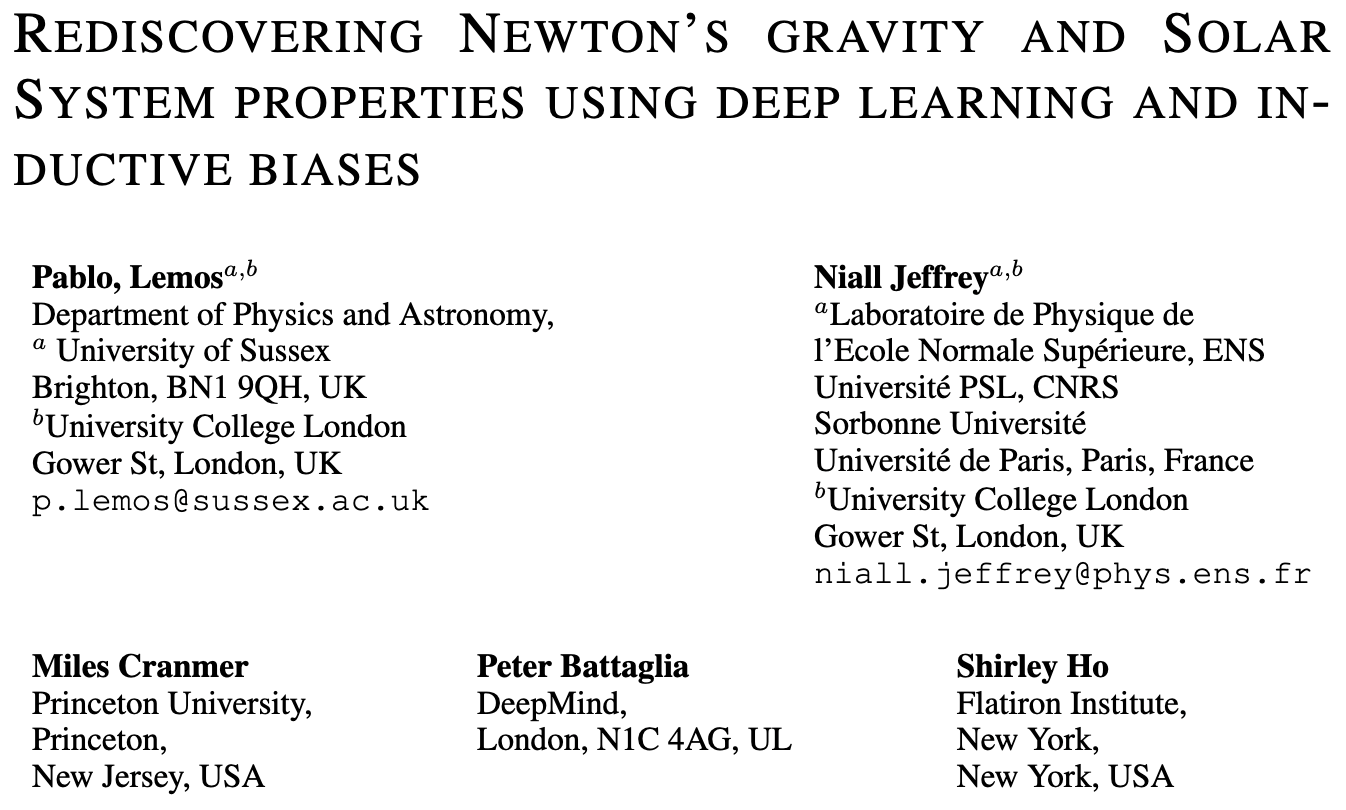 REDISCOVERING NEWTON'S GRAVITY AND SOLAR
SYSTEM PROPERTIES USING DEEP LEARNING AND IN-
DUCTIVE BIASES
Pablo, Lemos^{a,b}
Department of Physics and Astronomy,
^{a} University of Sussex
Brighton, BN1 9QH, UK
^{b}University College London
Gower St, London, UK
p.lemos@sussex.ac.uk
Niall Jeffrey^{a,b}
^{a}Laboratoire de Physique de
l'Ecole Normale Supérieure, ENS
Université PSL, CNRS
Sorbonne Université
Université de Paris, Paris, France
^{b}University College London
Gower St, London, UK
niall.jeffrey@phys.ens.fr
Miles Cranmer
Princeton University,
Princeton,
New Jersey, USA
Peter Battaglia
DeepMind,
London, N1C 4AG, UL
Shirley Ho
Flatiron Institute,
New York,
New York, USA